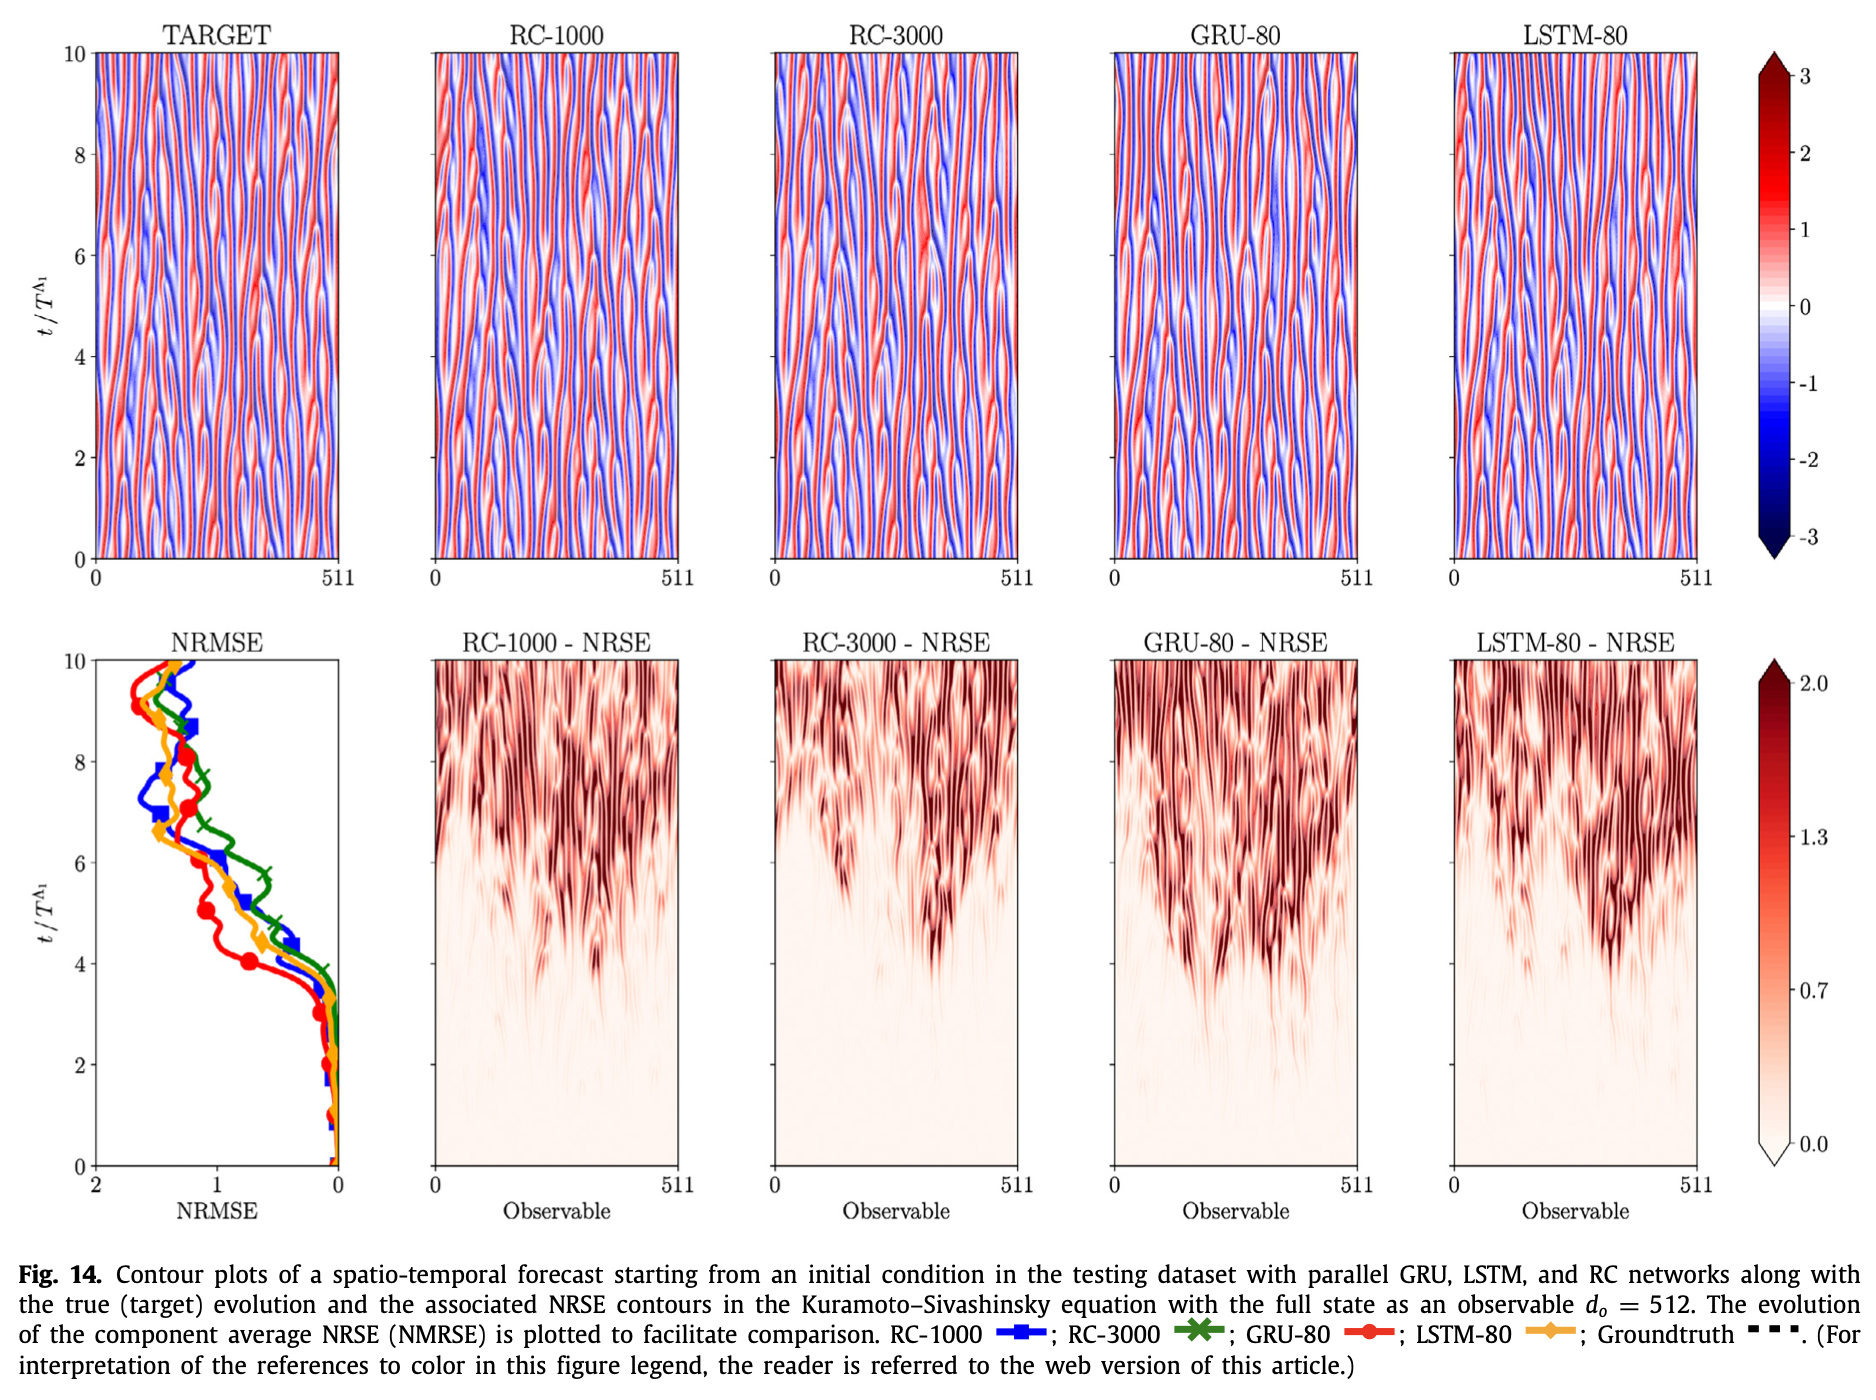 TARGET RC-1000 RC-3000 GRU-80 LSTM-80
10
8
6
4
2
0
t/T^Λ1
0 511 0 511 0 511 0 511 0 511
3
2
1
0
-1
-2
-3
NRMSE RC-1000 - NRSE RC-3000 - NRSE GRU-80 - NRSE LSTM-80 - NRSE
10
8
6
4
2
0
t/T^Λ1
2 1 0 0 511 0 511 0 511 0 511
NRMSE Observable Observable Observable Observable
2.0
1.3
0.7
0.0
Fig. 14. Contour plots of a spatio-temporal forecast starting from an initial condition in the testing dataset with parallel GRU, LSTM, and RC networks along with
the true (target) evolution and the associated NRSE contours in the Kuramoto–Sivashinsky equation with the full state as an observable dₒ = 512. The evolution
of the component average NRSE (NMRSE) is plotted to facilitate comparison. RC-1000 ; RC-3000 ; GRU-80 ; LSTM-80 ; Groundtruth . (For
interpretation of the references to color in this figure legend, the reader is referred to the web version of this article.)